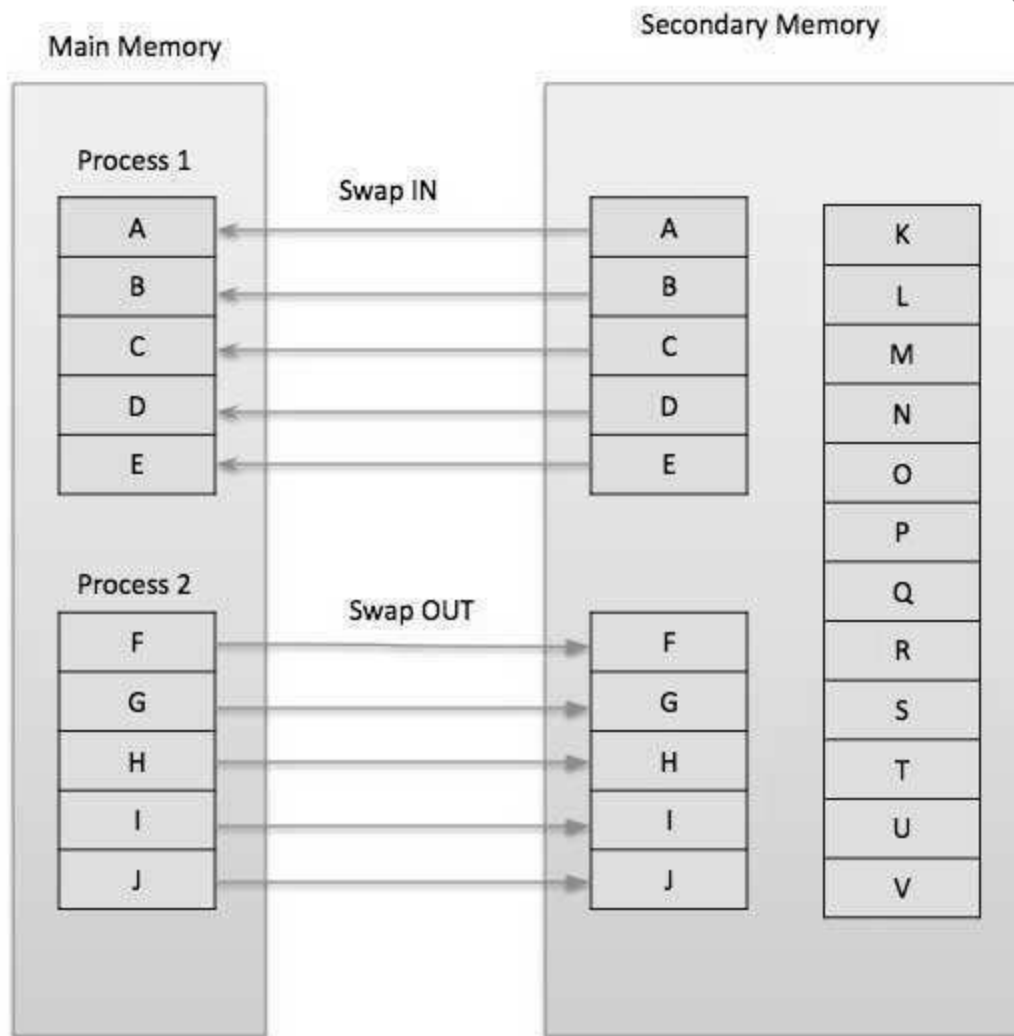 Main Memory
Secondary Memory
Process 1
Swap IN
A
B
C
D
E
Process 2
Swap OUT
F
G
H
I
J
A
B
C
D
E
F
G
H
I
J
K
L
M
N
O
P
Q
R
S
T
U
V